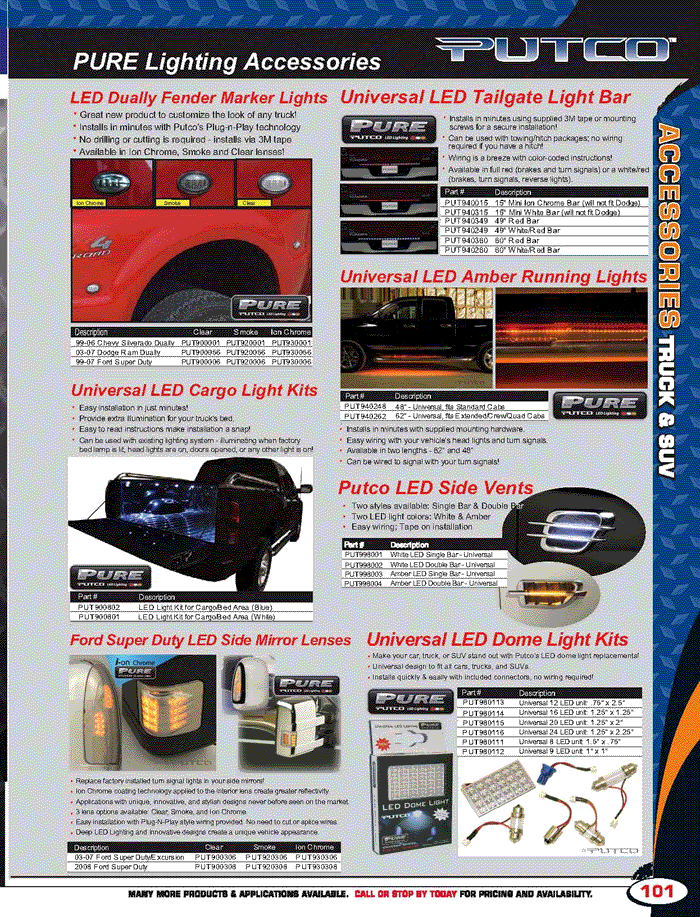 PURE Lighting Accessories
PUTCO™
LED Dually Fender Marker Lights
* Great new product to customize the look of any truck!
* Installs in minutes with Putco's Plug-n-Play technology
* No drilling or cutting is required - installs via 3M tape
* Available in Ion Chrome, Smoke and Clear lenses!
Ion Chrome
Smoke
Clear
PURE
PUTCO LED Lighting
Description Clear Smoke Ion Chrome
99-06 Chevy Silverado Dually PUT900001 PUT920001 PUT930001
03-07 Dodge Ram Dually PUT900056 PUT920056 PUT930056
99-07 Ford Super Duty PUT900006 PUT920006 PUT930006
Universal LED Cargo Light Kits
* Easy installation in just minutes!
* Provide extra illumination for your truck's bed.
* Easy to read instructions make installation a snap!
* Can be used with existing lighting system - illuminating when factory
bed lamp is lit, head lights are on, doors opened, or any other light is on!
PURE
PUTCO LED Lighting
Part # Description
PUT900802 LED Light Kit for Cargo/Bed Area (Blue)
PUT900801 LED Light Kit for Cargo/Bed Area (White)
Ford Super Duty LED Side Mirror Lenses
Ion Chrome
PURE
PUTCO LED Lighting
PURE
PUTCO LED Lighting
• Replace factory installed turn signal lights in your side mirrors!
• Ion Chrome coating technology applied to the interior lens create greater reflectivity.
• Applications with unique, innovative, and stylish designs never before seen on the market.
• 3 lens options available: Clear, Smoke, and Ion Chrome.
• Easy installation with Plug-N-Play style wiring provided. No need to cut or splice wires.
• Deep LED Lighting and Innovative designs create a unique vehicle appearance.
Description Clear Smoke Ion Chrome
03-07 Ford Super Duty/Excursion PUT900306 PUT920306 PUT930306
2008 Ford Super Duty PUT900308 PUT920308 PUT930308
Universal LED Tailgate Light Bar
PURE
PUTCO LED Lighting
* Installs in minutes using supplied 3M tape or mounting
screws for a secure installation!
* Can be used with towing/hitch packages; no wiring
required if you have a hitch!
* Wiring is a breeze with color-coded instructions!
* Available in full red (brakes and turn signals) or a white/red
(brakes, turn signals, reverse lights).
Part # Description
PUT940015 15" Mini Ion Chrome Bar (will not fit Dodge)
PUT940315 15" Mini White Bar (will not fit Dodge)
PUT940349 49" Red Bar
PUT940249 49" White/Red Bar
PUT940360 60" Red Bar
PUT940260 60" White/Red Bar
Universal LED Amber Running Lights
Part # Description
PUT940248 48" - Universal, fits Standard Cabs
PUT940262 62" - Universal, fits Extended/Crew/Quad Cabs
PURE
PUTCO LED Lighting
• Installs in minutes with supplied mounting hardware.
• Easy wiring with your vehicle's head lights and turn signals.
• Available in two lengths - 62" and 48"
• Can be wired to signal with your turn signals!
Putco LED Side Vents
• Two styles available: Single Bar & Double Bar
• Two LED light colors: White & Amber
• Easy wiring; Tape on installation
Part # Description
PUT998001 White LED Single Bar - Universal
PUT998002 White LED Double Bar - Universal
PUT998003 Amber LED Single Bar - Universal
PUT998004 Amber LED Double Bar - Universal
Universal LED Dome Light Kits
• Make your car, truck, or SUV stand out with Putco's LED dome light replacements!
• Universal design to fit all cars, trucks, and SUVs.
• Installs quickly & easily with included connectors, no wiring required!
PURE
PUTCO LED Lighting
Part # Description
PUT980113 Universal 12 LED unit: .75" x 2.5"
PUT980114 Universal 16 LED unit: 1.25" x 1.25"
PUT980115 Universal 20 LED unit: 1.25" x 2"
PUT980116 Universal 24 LED unit: 1.25" x 1.25"
PUT980111 Universal 8 LED unit: 1.5" x .75"
PUT980112 Universal 9 LED unit: 1" x 1"
PURE
LED DOME LIGHT
PUTCO
PUTCO
ACCESSORIES TRUCK & SUV
MANY MORE PRODUCTS & APPLICATIONS AVAILABLE. CALL OR STOP BY TODAY FOR PRICING AND AVAILABILITY.
101